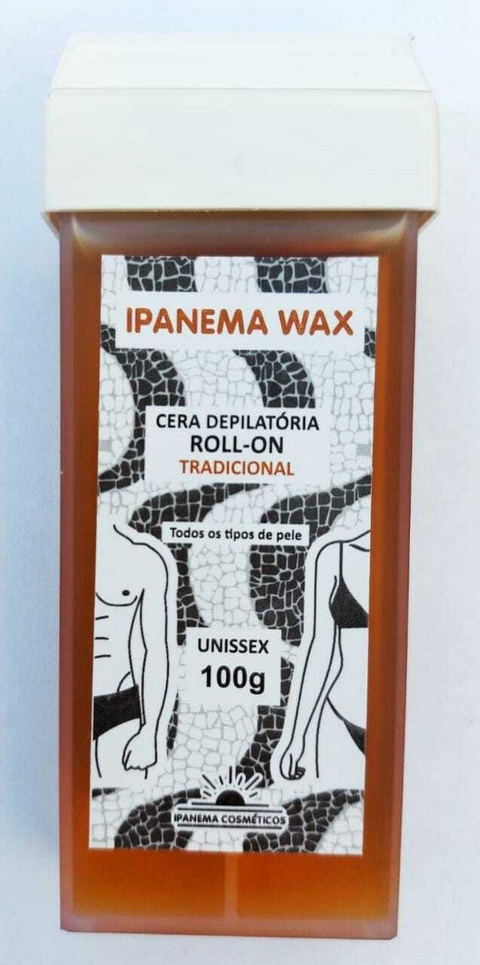 IPANEMA WAX
CERA DEPILATÓRIA
ROLL-ON
TRADICIONAL
Todos os tipos de pele
UNISSEX
100g
IPANEMA COSMÉTICOS